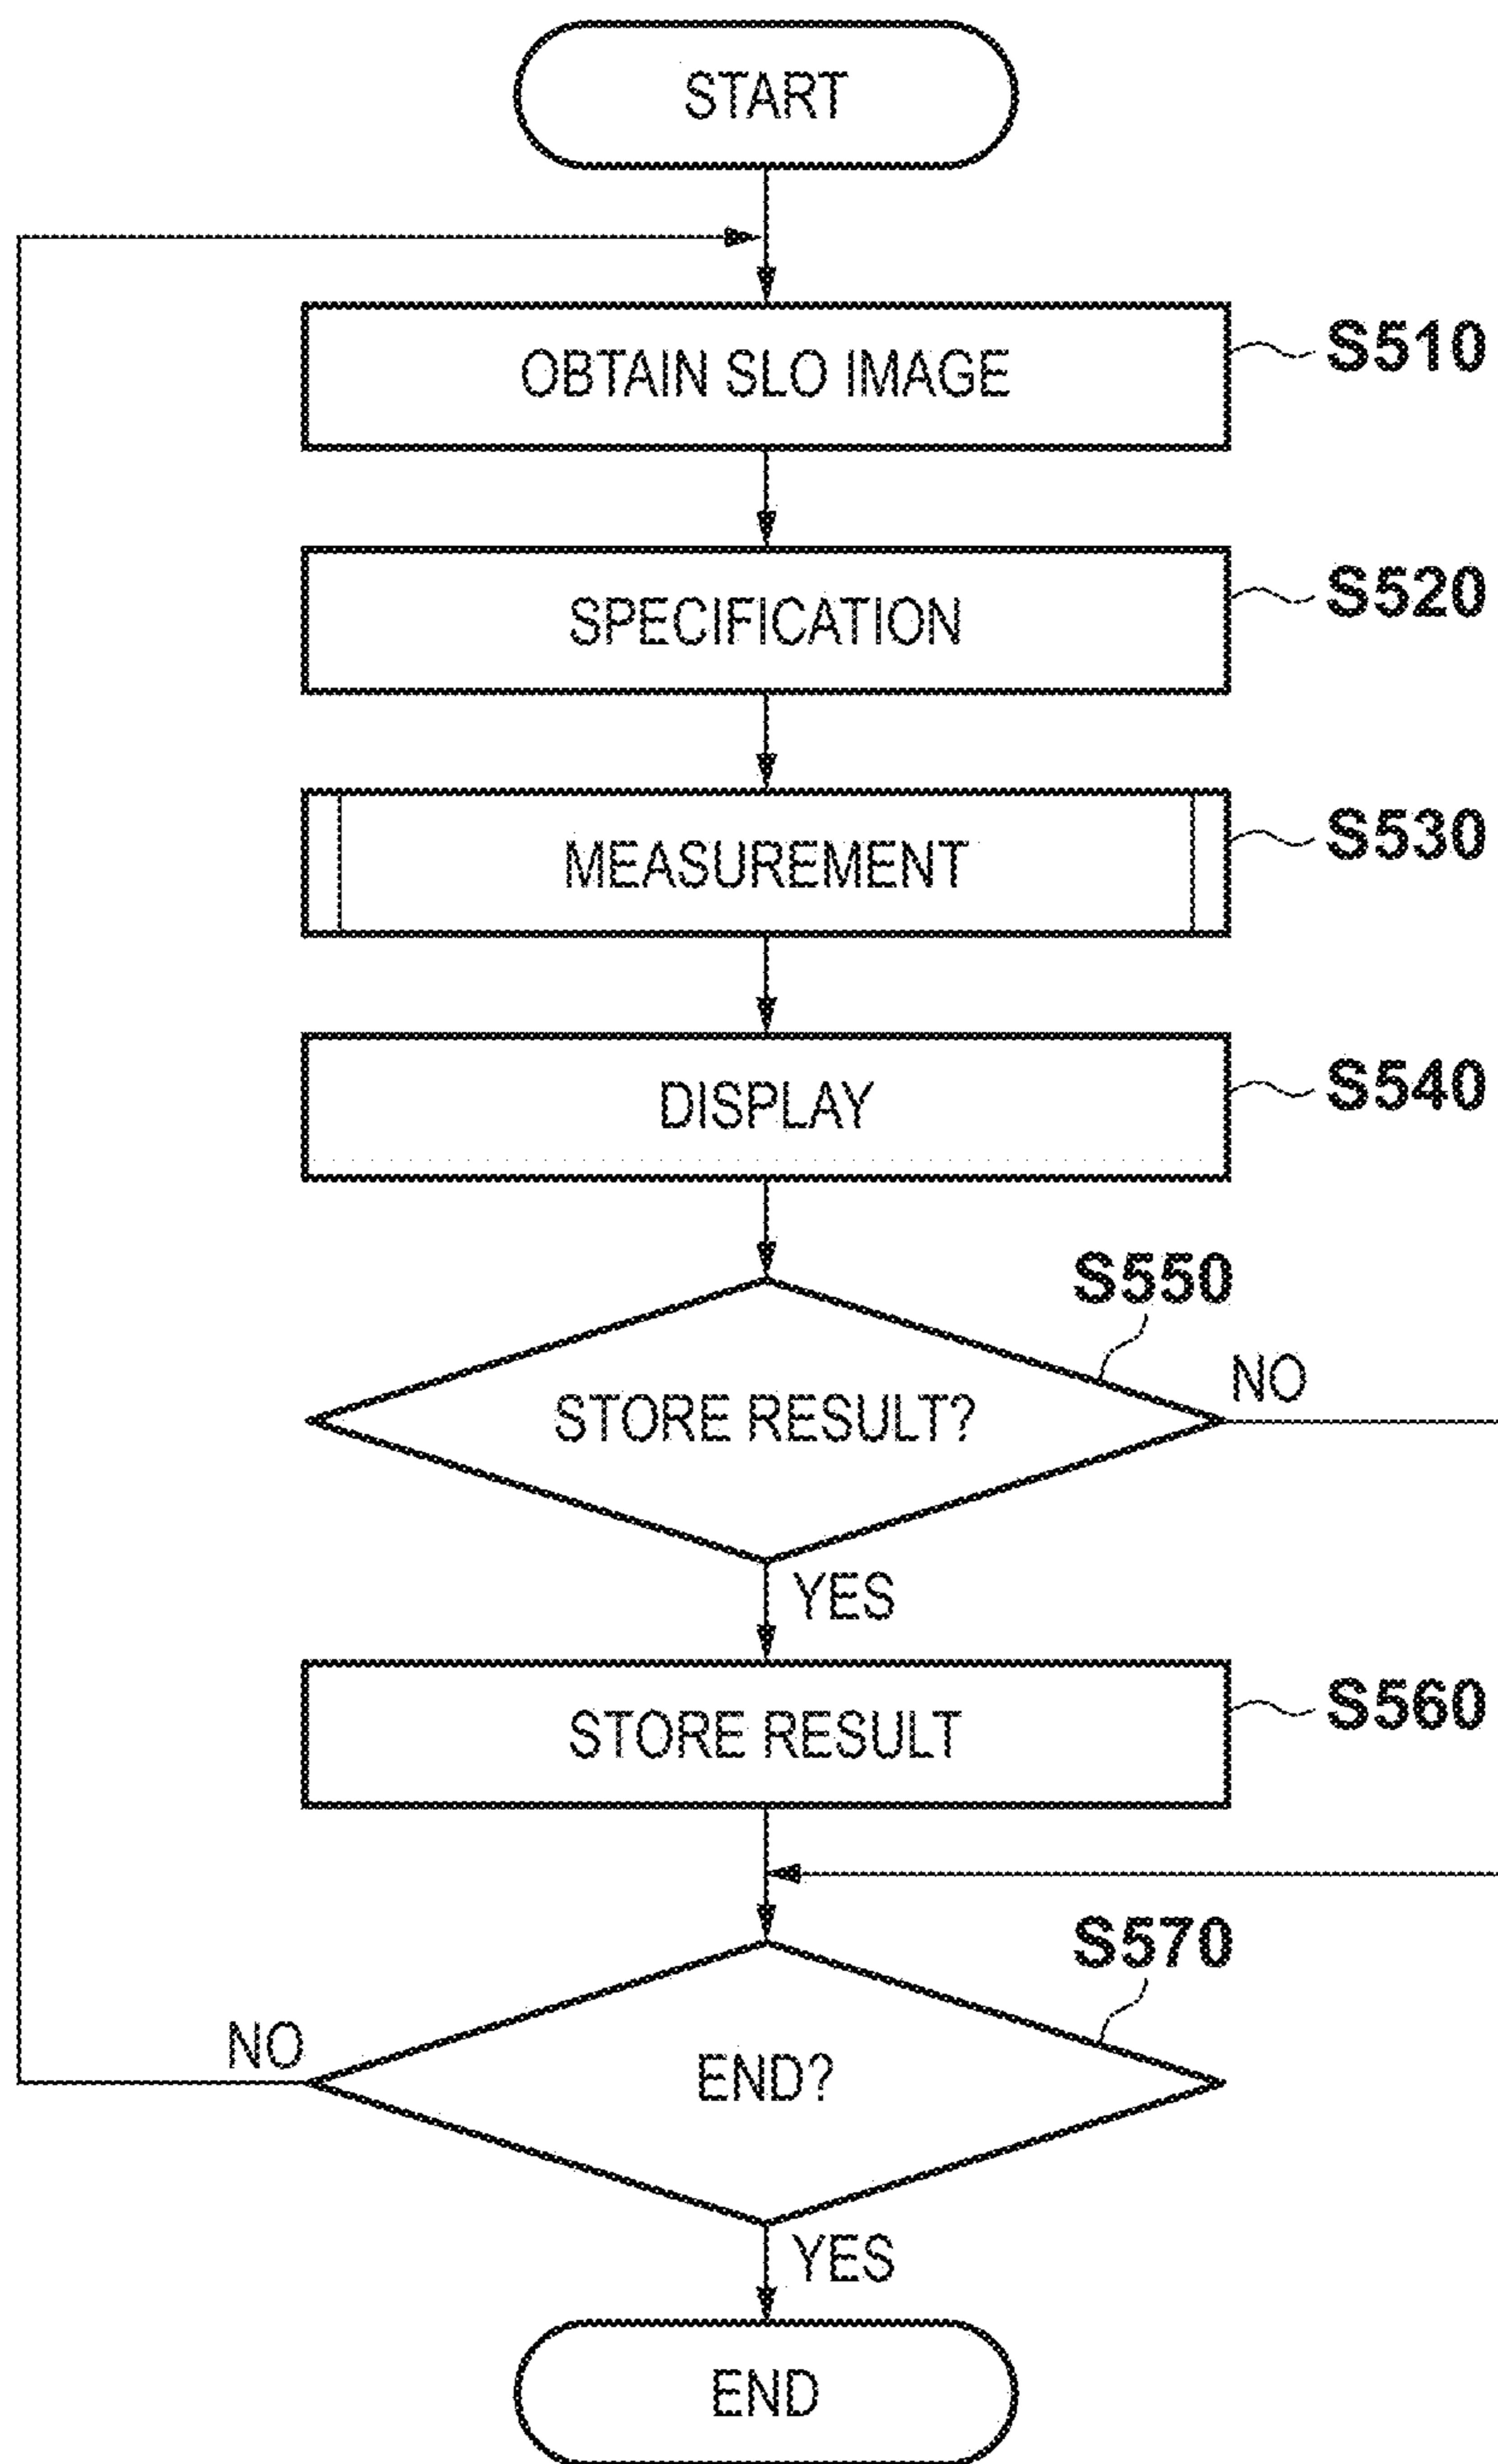 START
OBTAIN SLO IMAGE
S510
SPECIFICATION
S520
MEASUREMENT
S530
DISPLAY
S540
S550
STORE RESULT?
NO
YES
STORE RESULT
S560
S570
NO
END?
YES
END